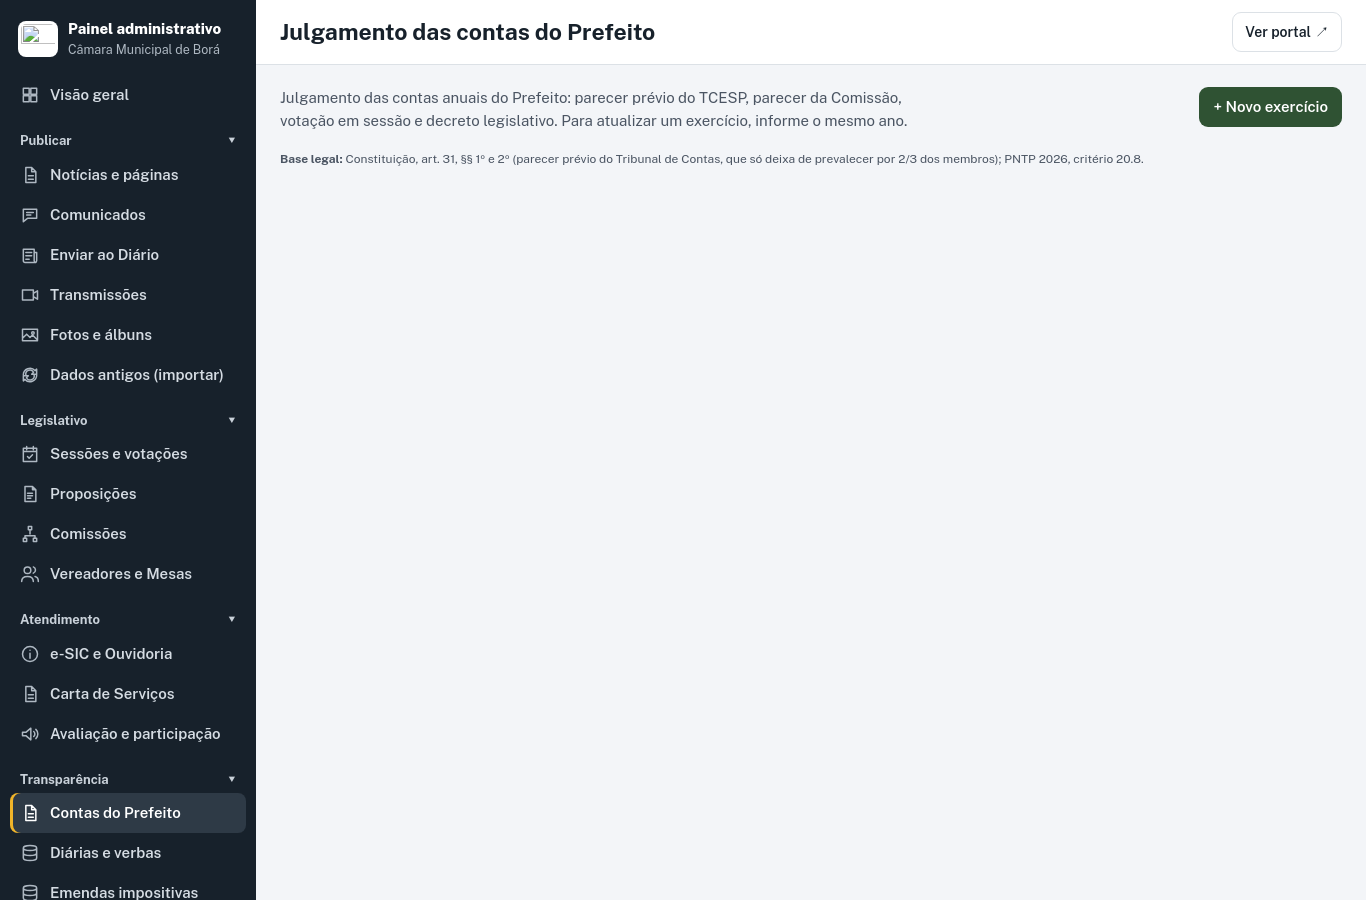 Painel administrativo
Câmara Municipal de Borá
Visão geral
Publicar
Notícias e páginas
Comunicados
Enviar ao Diário
Transmissões
Fotos e álbuns
Dados antigos (importar)
Legislativo
Sessões e votações
Proposições
Comissões
Vereadores e Mesas
Atendimento
e-SIC e Ouvidoria
Carta de Serviços
Avaliação e participação
Transparência
Contas do Prefeito
Diárias e verbas
Emendas impositivas
Julgamento das contas do Prefeito
Ver portal ↗
Julgamento das contas anuais do Prefeito: parecer prévio do TCESP, parecer da Comissão,
votação em sessão e decreto legislativo. Para atualizar um exercício, informe o mesmo ano.
+ Novo exercício
Base legal: Constituição, art. 31, §§ 1º e 2º (parecer prévio do Tribunal de Contas, que só deixa de prevalecer por 2/3 dos membros); PNTP 2026, critério 20.8.